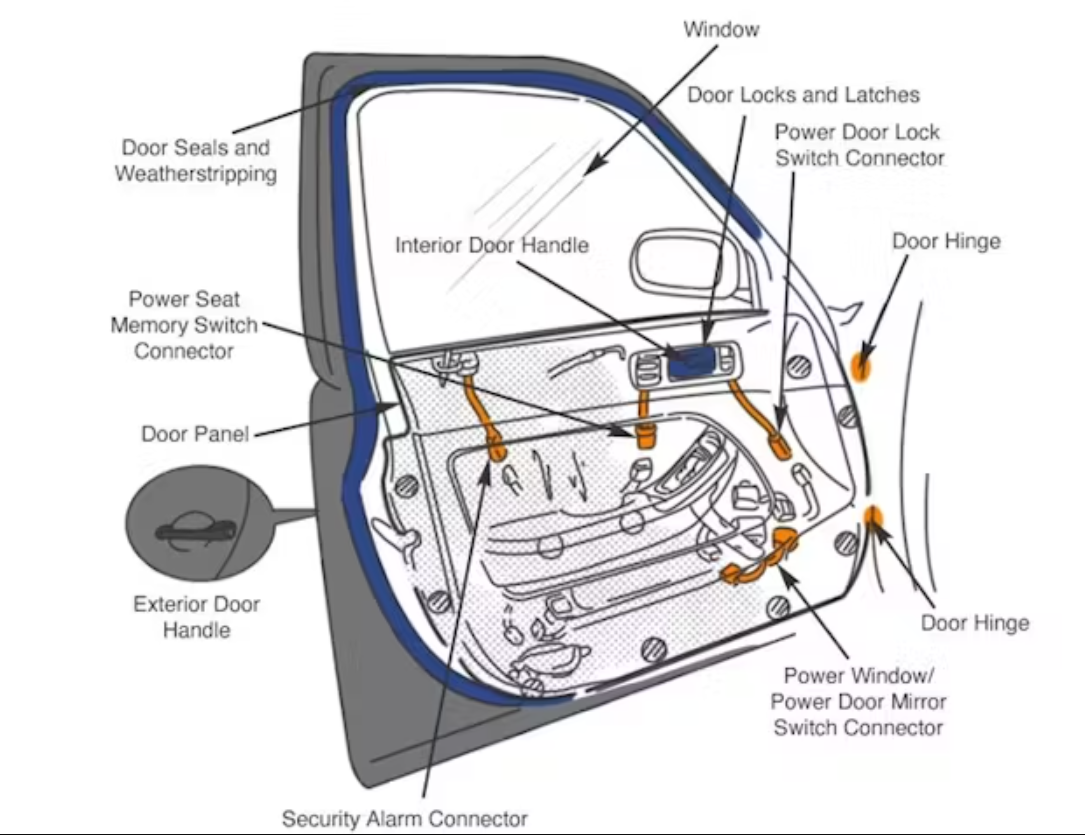 Window
Door Locks and Latches
Power Door Lock
Switch Connector
Door Seals and
Weatherstripping
Interior Door Handle
Door Hinge
Power Seat
Memory Switch
Connector
Door Panel
Exterior Door
Handle
Door Hinge
Power Window/
Power Door Mirror
Switch Connector
Security Alarm Connector